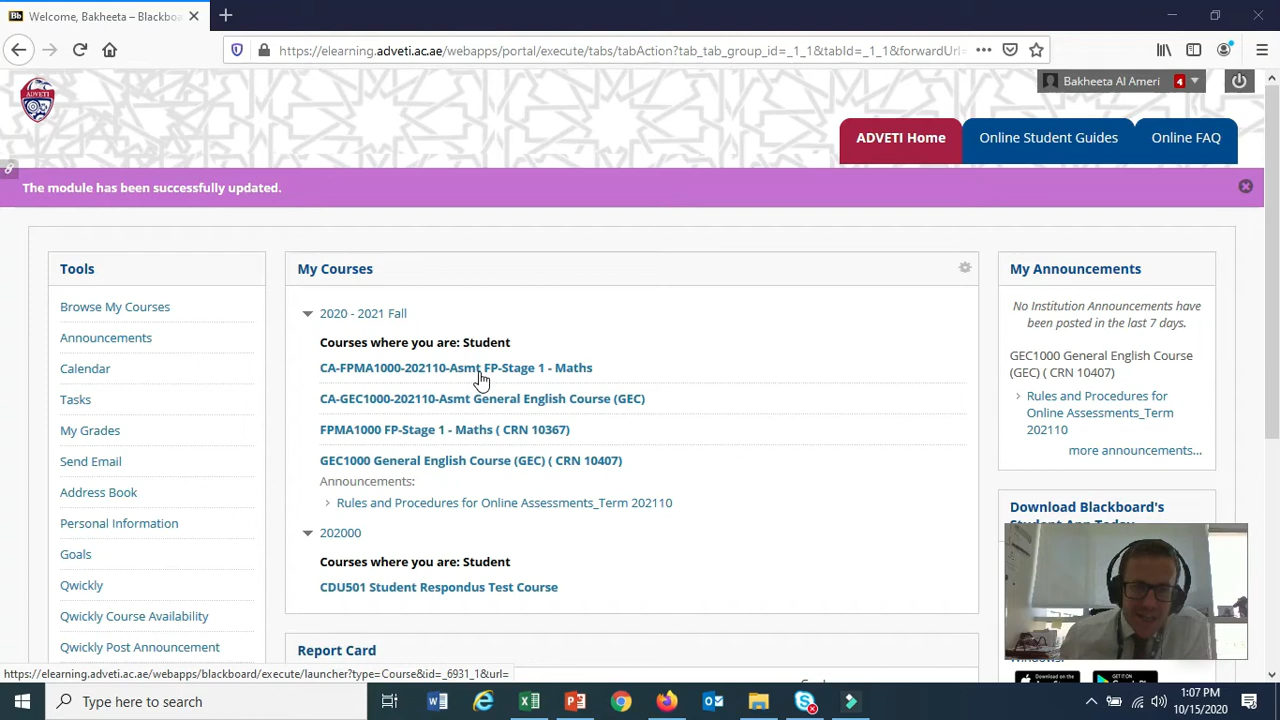 Bb Welcome, Bakheeta – Blackboa
https://elearning.adveti.ac.ae/webapps/portal/execute/tabs/tabAction?tab_tab_group_id=_1_1&tabId=_1_1&forwardUrl=
ADVETI
Bakheeta Al Ameri 4
ADVETI Home Online Student Guides Online FAQ
The module has been successfully updated.
Tools
Browse My Courses
Announcements
Calendar
Tasks
My Grades
Send Email
Address Book
Personal Information
Goals
Qwickly
Qwickly Course Availability
Qwickly Post Announcement
My Courses
2020 - 2021 Fall
Courses where you are: Student
CA-FPMA1000-202110-Asmt FP-Stage 1 - Maths
CA-GEC1000-202110-Asmt General English Course (GEC)
FPMA1000 FP-Stage 1 - Maths ( CRN 10367)
GEC1000 General English Course (GEC) ( CRN 10407)
Announcements:
Rules and Procedures for Online Assessments_Term 202110
202000
Courses where you are: Student
CDU501 Student Respondus Test Course
Report Card
My Announcements
No Institution Announcements have
been posted in the last 7 days.
GEC1000 General English Course
(GEC) ( CRN 10407)
Rules and Procedures for
Online Assessments_Term
202110
more announcements...
Download Blackboard's
https://elearning.adveti.ac.ae/webapps/blackboard/execute/launcher?type=Course&id=_6931_1&url=
Type here to search
1:07 PM
10/15/2020